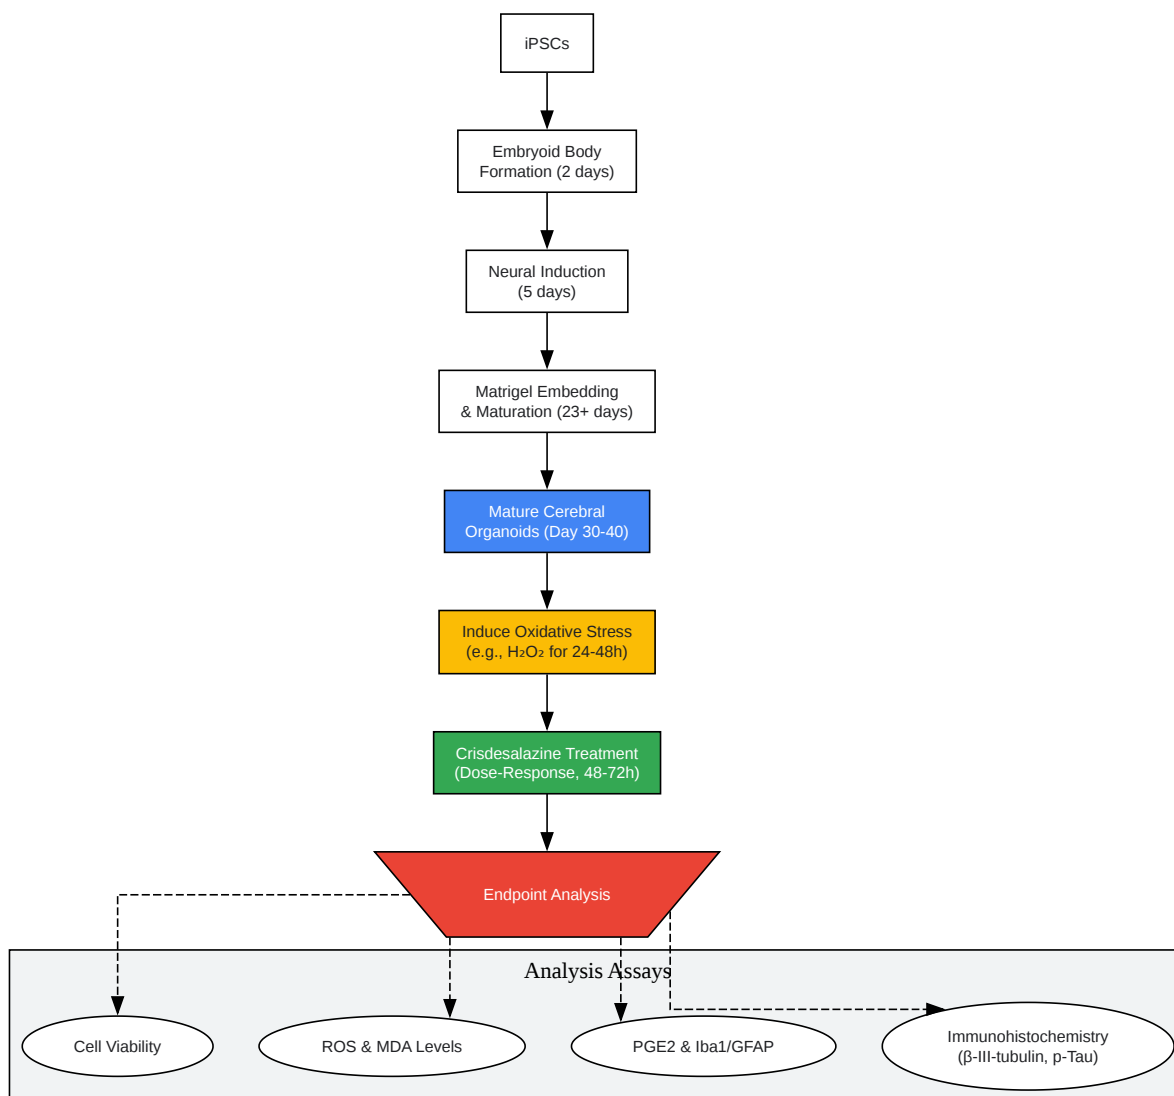 iPSCs
Embryoid Body
Formation (2 days)
Neural Induction
(5 days)
Matrigel Embedding
& Maturation (23+ days)
Mature Cerebral
Organoids (Day 30-40)
Induce Oxidative Stress
(e.g., H₂O₂ for 24-48h)
Crisdesalazine Treatment
(Dose-Response, 48-72h)
Endpoint Analysis
Analysis Assays
Cell Viability
ROS & MDA Levels
PGE2 & Iba1/GFAP
Immunohistochemistry
(β-III-tubulin, p-Tau)